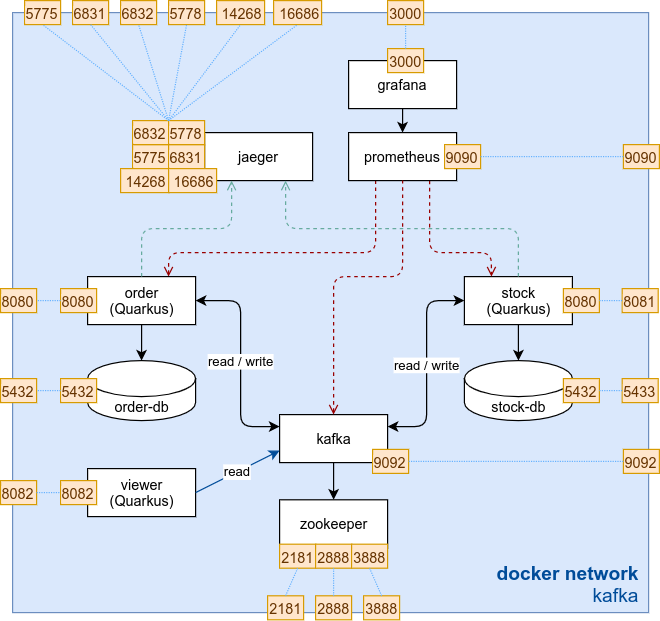 5775 6831 6832 5778 14268 16686 3000
3000
grafana
6832 5778
5775 6831
14268 16686
jaeger
prometheus
9090 9090
order
(Quarkus)
8080 8080
stock
(Quarkus)
8080 8081
read / write
read / write
5432 5432
order-db
stock-db
5432 5433
kafka
9092 9092
viewer
(Quarkus)
8082 8082
read
zookeeper
2181 2888 3888
2181 2888 3888
docker network
kafka